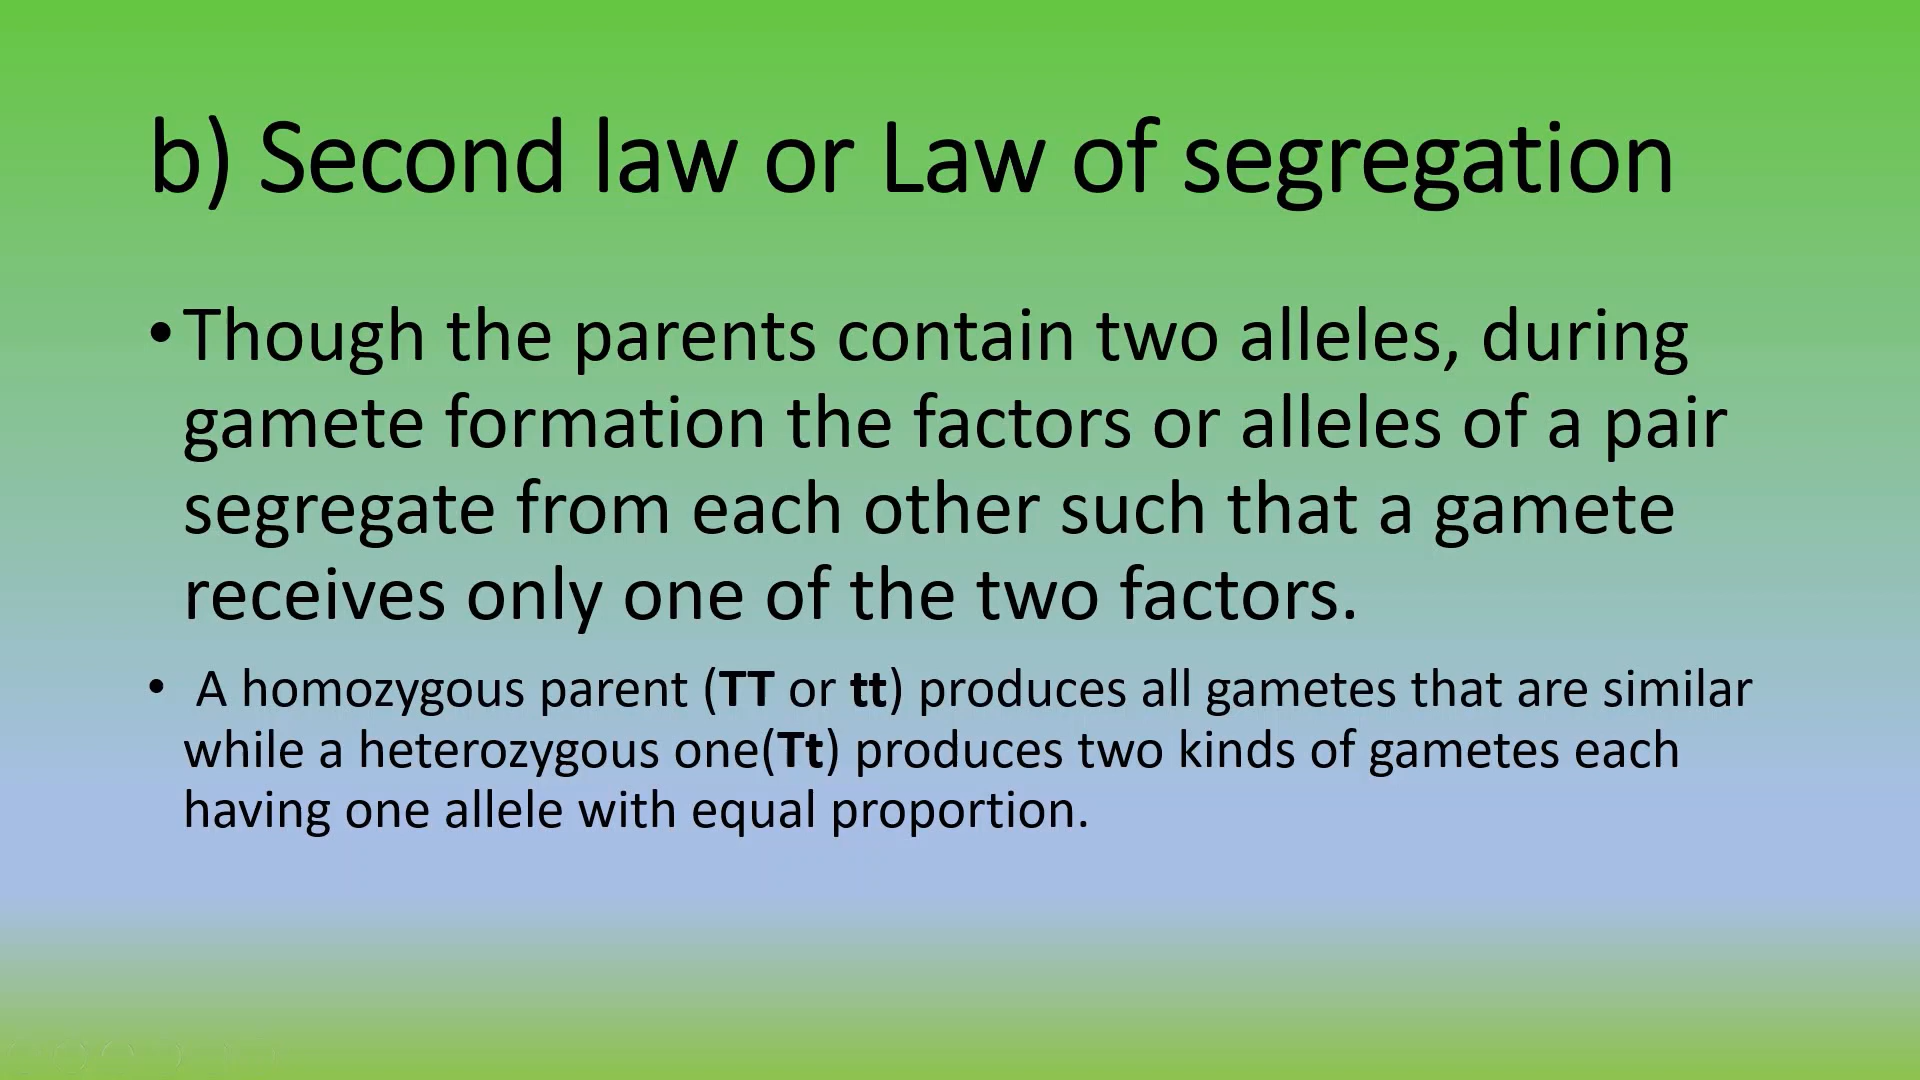 b) Second law or Law of segregation
• Though the parents contain two alleles, during
gamete formation the factors or alleles of a pair
segregate from each other such that a gamete
receives only one of the two factors.
• A homozygous parent (TT or tt) produces all gametes that are similar
while a heterozygous one(Tt) produces two kinds of gametes each
having one allele with equal proportion.